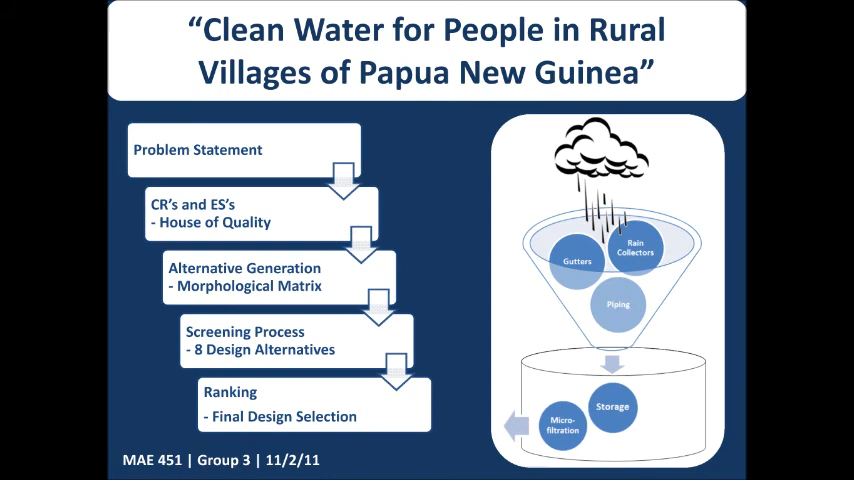 “Clean Water for People in Rural
Villages of Papua New Guinea”
Problem Statement
CR’s and ES’s
- House of Quality
Alternative Generation
- Morphological Matrix
Screening Process
- 8 Design Alternatives
Ranking
- Final Design Selection
MAE 451 | Group 3 | 11/2/11
Gutters
Rain
Collectors
Piping
Storage
Micro-
filtration